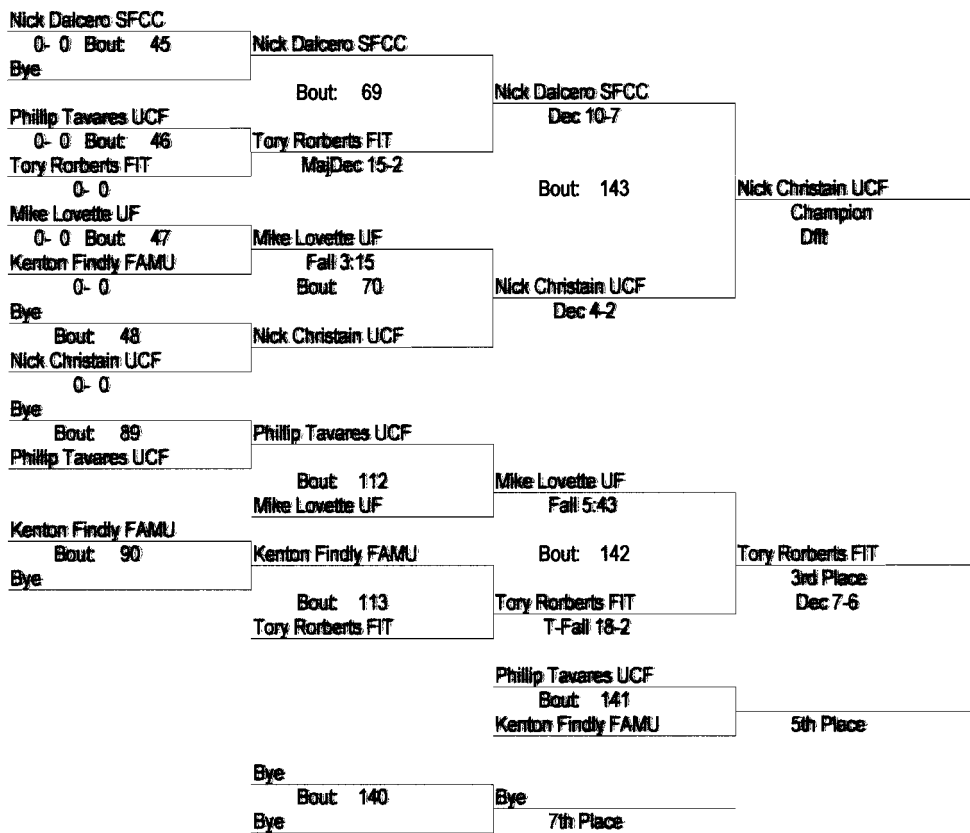 Nick Dalcero SFCC
0- 0 Bout: 45
Bye
Nick Dalcero SFCC
Bout: 69
Phillip Tavares UCF
0- 0 Bout: 46
Tory Rorberts FIT
0- 0
Tory Rorberts FIT
MajDec 15-2
Nick Dalcero SFCC
Dec 10-7
Bout: 143
Mike Lovette UF
0- 0 Bout: 47
Kenton Findly FAMU
0- 0
Mike Lovette UF
Fall 3:15
Bout: 70
Bye
Bout: 48
Nick Christain UCF
0- 0
Nick Christain UCF
Nick Christain UCF
Dec 4-2
Nick Christain UCF
Champion
Dflt
Bye
Bout: 89
Phillip Tavares UCF
Phillip Tavares UCF
Bout: 112
Mike Lovette UF
Mike Lovette UF
Fall 5:43
Bout: 142
Kenton Findly FAMU
Bout: 90
Bye
Kenton Findly FAMU
Bout: 113
Tory Rorberts FIT
Tory Rorberts FIT
T-Fall 18-2
Tory Rorberts FIT
3rd Place
Dec 7-6
Phillip Tavares UCF
Bout: 141
Kenton Findly FAMU
5th Place
Bye
Bout: 140
Bye
Bye
7th Place